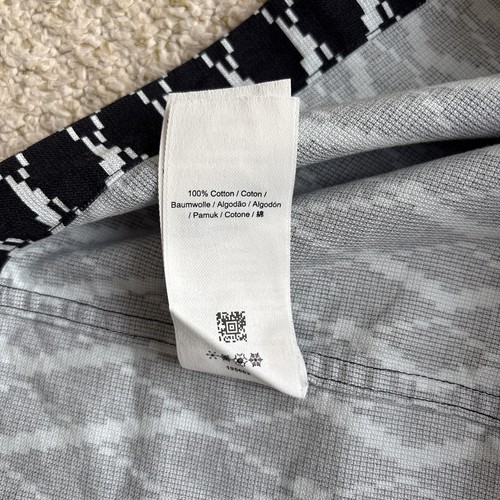 100% Cotton / Coton /
Baumwolle / Algodão / Algodón
/ Pamuk / Cotone / 綿